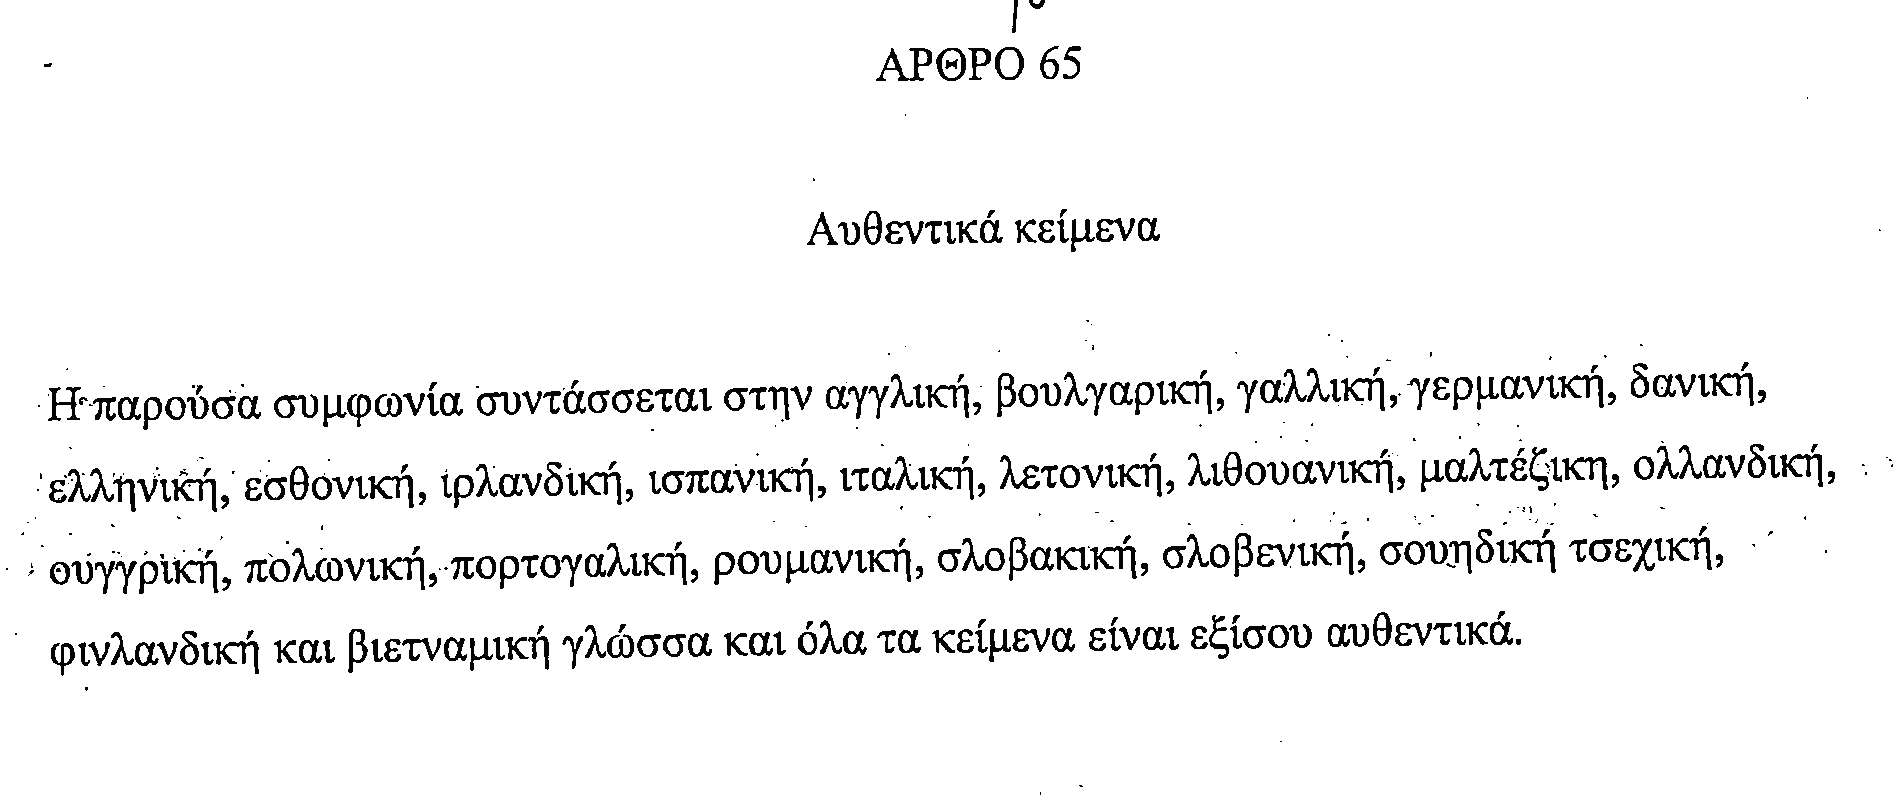 ΑΡΘΡΟ 65
Αυθεντικά κείμενα
Η παρούσα συμφωνία συντάσσεται στην αγγλική, βουλγαρική, γαλλική, γερμανική, δανική,
ελληνική, εσθονική, ιρλανδική, ισπανική, ιταλική, λετονική, λιθουανική, μαλτέζικη, ολλανδική,
ουγγρική, πολωνική, πορτογαλική, ρουμανική, σλοβακική, σλοβενική, σουηδική τσεχική,
φινλανδική και βιετναμική γλώσσα και όλα τα κείμενα είναι εξίσου αυθεντικά.